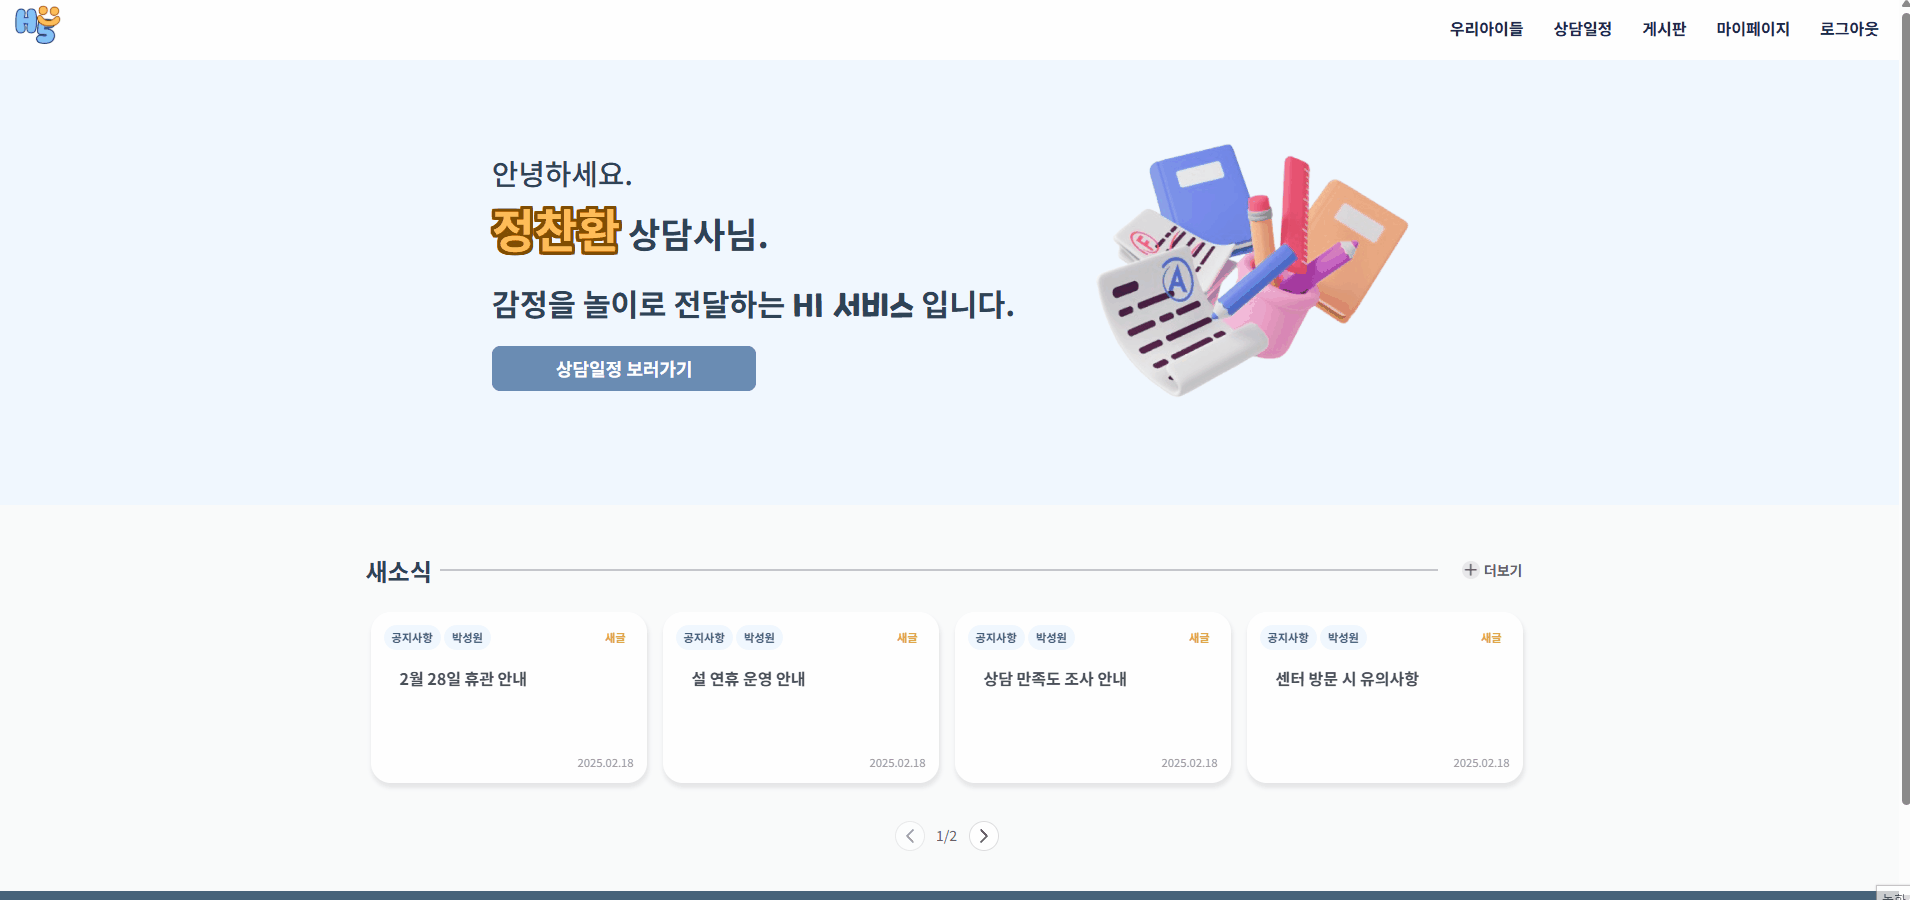 H5
우리아이들 상담일정 게시판 마이페이지 로그아웃
안녕하세요.
정찬환 상담사님.
감정을 놀이로 전달하는 HI 서비스 입니다.
상담일정 보러가기
F
A
새소식 더보기
공지사항 박성원 새글
2월 28일 휴관 안내
2025.02.18
공지사항 박성원 새글
설 연휴 운영 안내
2025.02.18
공지사항 박성원 새글
상담 만족도 조사 안내
2025.02.18
공지사항 박성원 새글
센터 방문 시 유의사항
2025.02.18
1/2